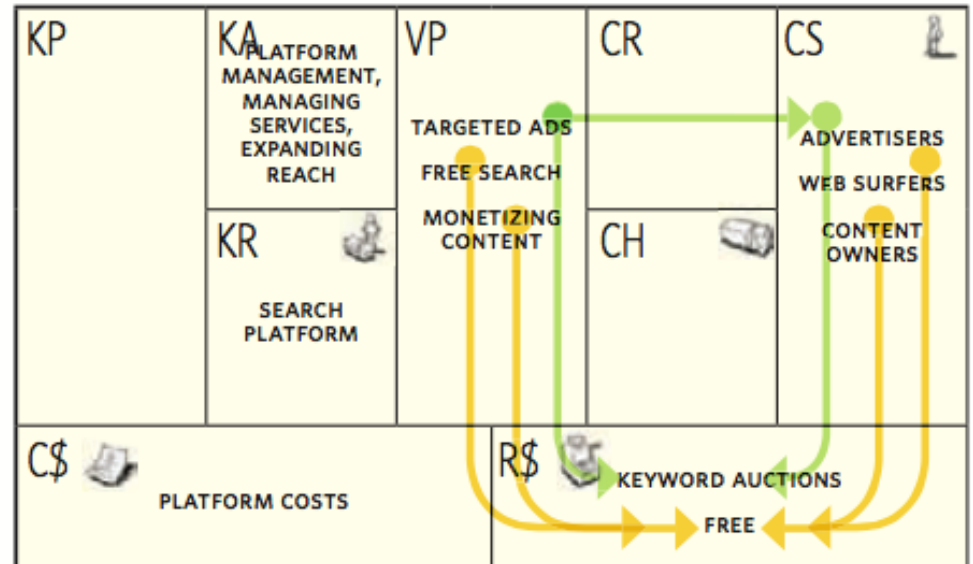 KP
KA
PLATFORM
MANAGEMENT,
MANAGING
SERVICES,
EXPANDING
REACH
KR
SEARCH
PLATFORM
VP
TARGETED ADS
FREE SEARCH
MONETIZING
CONTENT
CR
CH
CS
ADVERTISERS
WEB SURFERS
CONTENT
OWNERS
C$
PLATFORM COSTS
R$
KEYWORD AUCTIONS
FREE